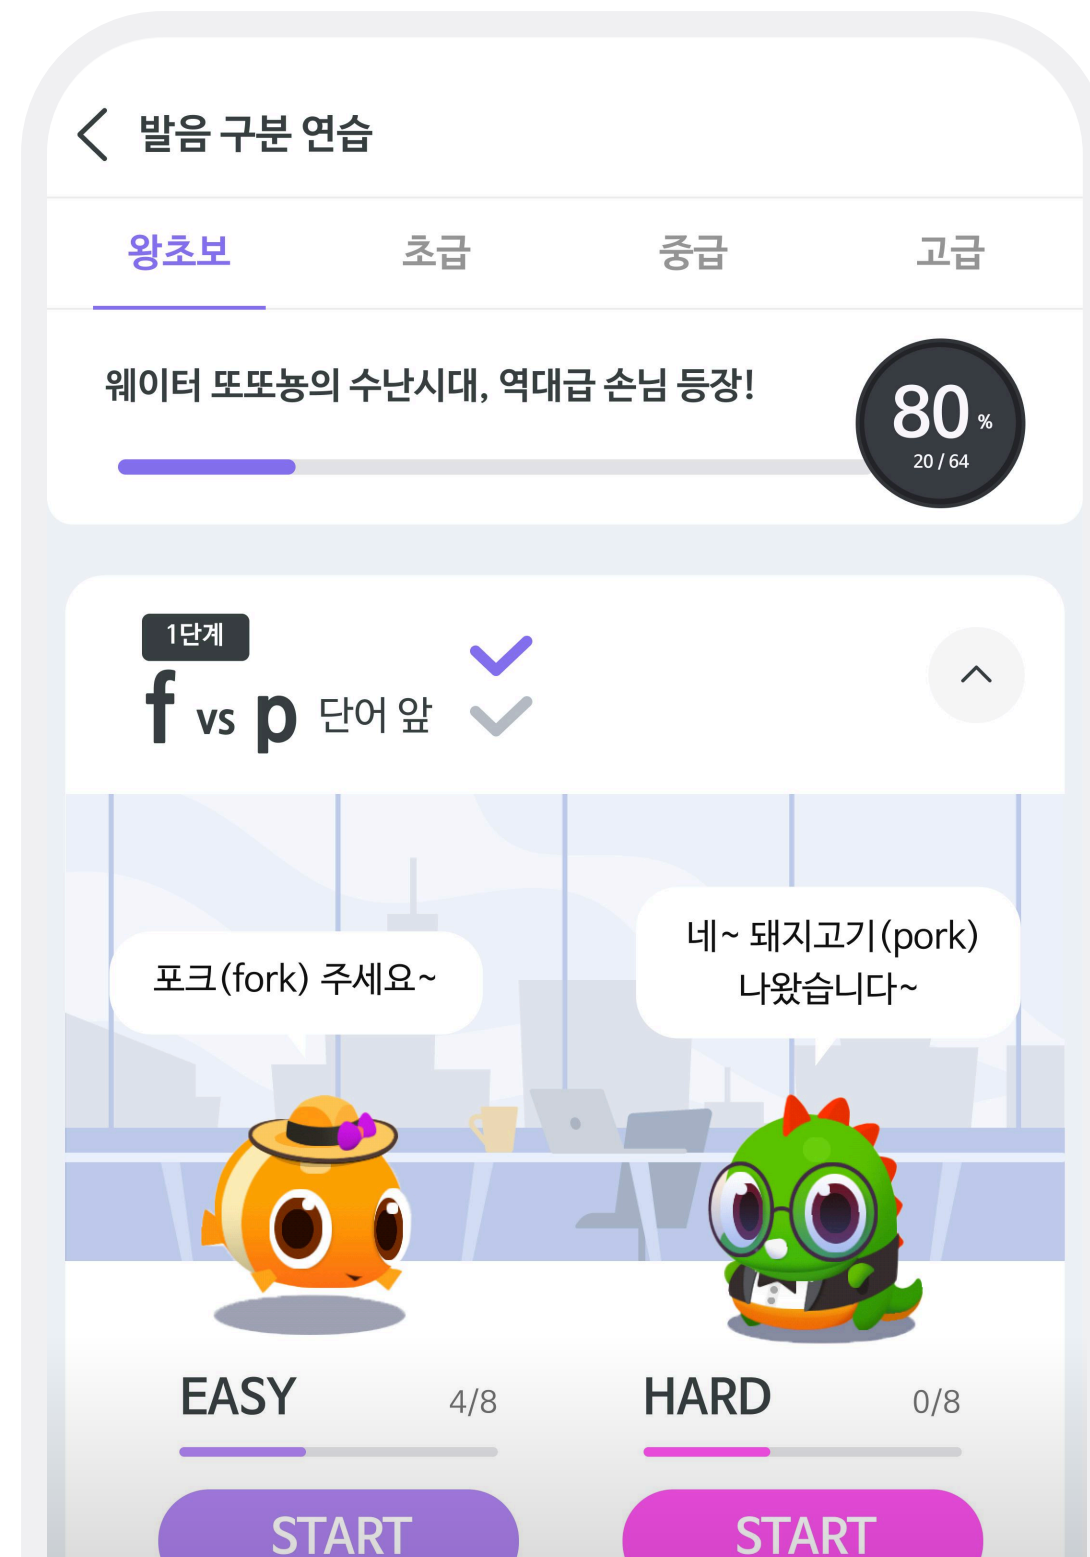 발음 구분 연습
왕초보 초급 중급 고급
웨이터 또또뇽의 수난시대, 역대급 손님 등장!
80 %
20 / 64
1단계
f vs p 단어 앞
포크(fork) 주세요~
네~ 돼지고기(pork)
나왔습니다~
EASY 4/8
HARD 0/8
START
START